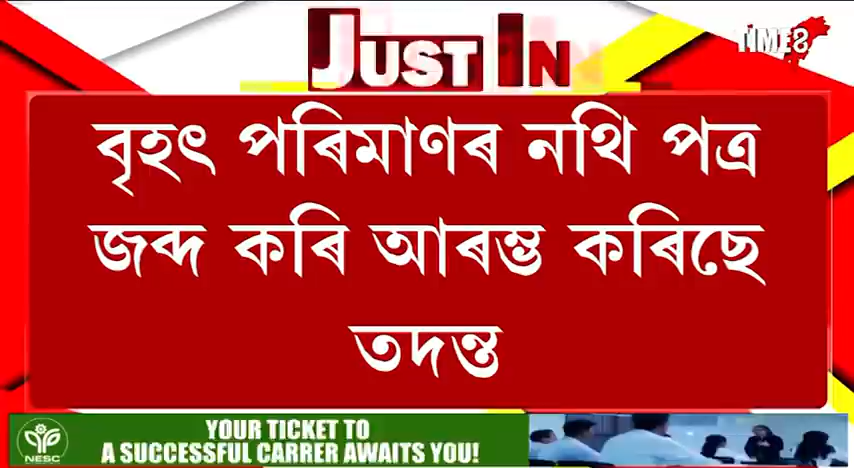 JUST IN
TIME8
বৃহৎ পৰিমাণৰ নথি পত্ৰ
জব্দ কৰি আৰম্ভ কৰিছে
তদন্ত
NESC
YOUR TICKET TO
A SUCCESSFUL CARRER AWAITS YOU!